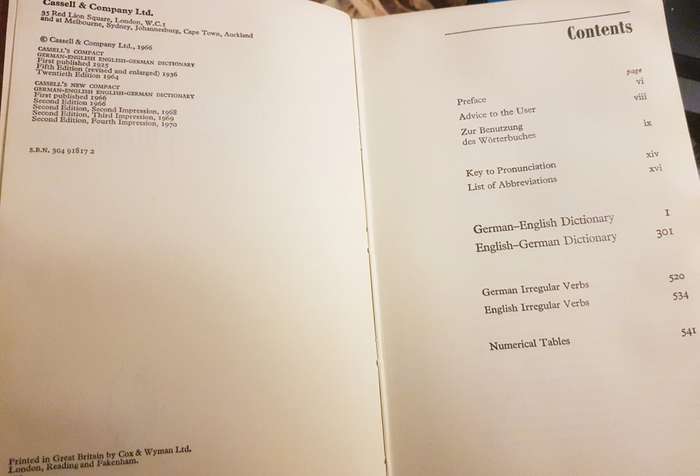 Cassell & Company Ltd.
35 Red Lion Square, London, W.C.1
and at Melbourne, Sydney, Johannesburg, Cape Town, Auckland
© Cassell & Company Ltd., 1966
CASSELL'S COMPACT
GERMAN-ENGLISH ENGLISH-GERMAN DICTIONARY
First published 1925
Fifth Edition (revised and enlarged) 1936
Twentieth Edition 1964
CASSELL'S NEW COMPACT
GERMAN-ENGLISH ENGLISH-GERMAN DICTIONARY
First published 1966
Second Edition 1966
Second Edition, Second Impression, 1968
Second Edition, Third Impression, 1969
Second Edition, Fourth Impression, 1970
S.B.N. 304 91817 2
Printed in Great Britain by Cox & Wyman Ltd.
London, Reading and Fakenham.
Contents
page
Preface vi
Advice to the User viii
Zur Benutzung
des Wörterbuches ix
Key to Pronunciation xiv
List of Abbreviations xvi
German–English Dictionary 1
English–German Dictionary 301
German Irregular Verbs 520
English Irregular Verbs 534
Numerical Tables 541